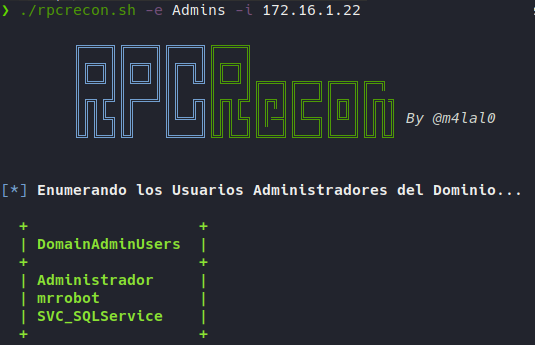 ❯ ./rpcrecon.sh -e Admins -i 172.16.1.22
RPCRecon
By @m4lal0
[*] Enumerando los Usuarios Administradores del Dominio...
+ +
| DomainAdminUsers |
+ +
| Administrador |
| mrrobot |
| SVC_SQLService |
+ +